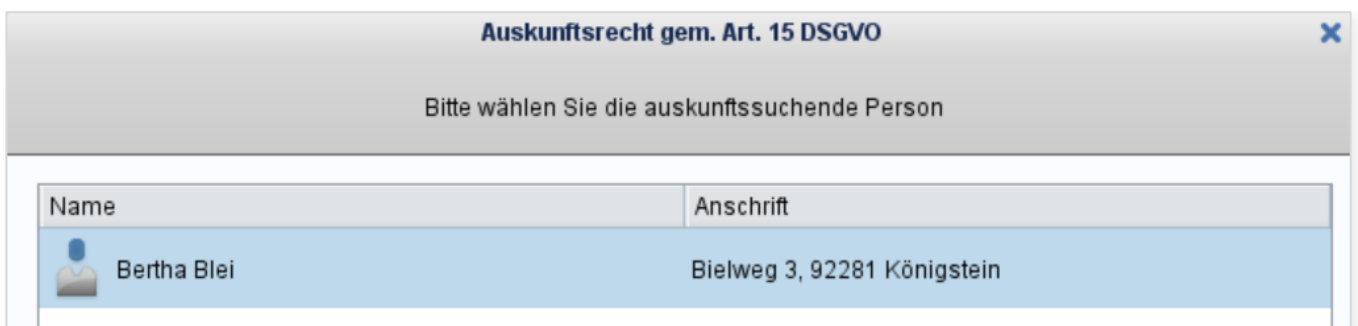 Auskunftsrecht gem. Art. 15 DSGVO
Bitte wählen Sie die auskunftssuchende Person
Name Anschrift
Bertha Blei Bielweg 3, 92281 Königstein